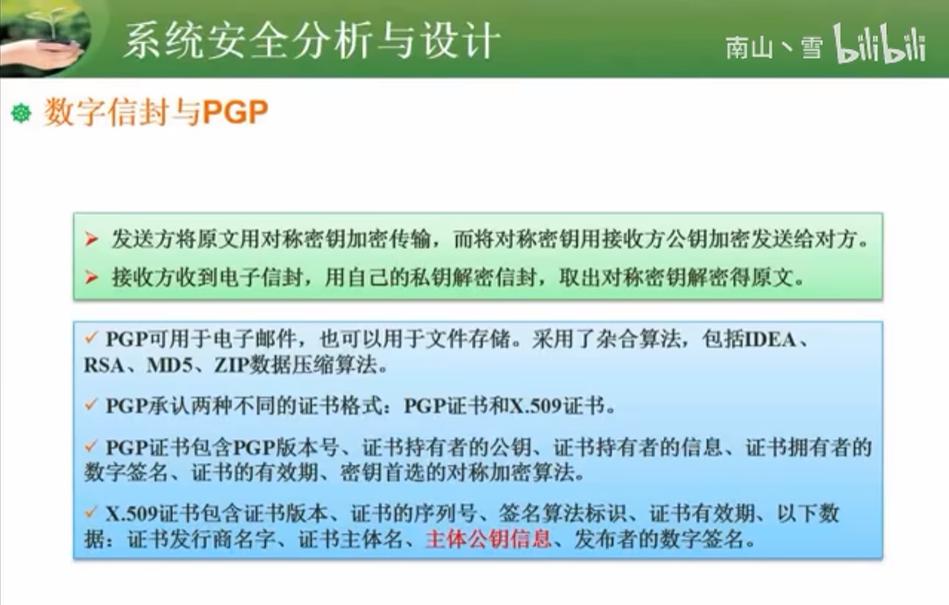 系统安全分析与设计
南山丶雪 bilibili
数字信封与PGP
➢ 发送方将原文用对称密钥加密传输，而将对称密钥用接收方公钥加密发送给对方。
➢ 接收方收到电子信封，用自己的私钥解密信封，取出对称密钥解密得原文。
✓ PGP可用于电子邮件，也可以用于文件存储。采用了杂合算法，包括IDEA、
RSA、MD5、ZIP数据压缩算法。
✓ PGP承认两种不同的证书格式：PGP证书和X.509证书。
✓ PGP证书包含PGP版本号、证书持有者的公钥、证书持有者的信息、证书拥有者的
数字签名、证书的有效期、密钥首选的对称加密算法。
✓ X.509证书包含证书版本、证书的序列号、签名算法标识、证书有效期、以下数
据：证书发行商名字、证书主体名、主体公钥信息、发布者的数字签名。